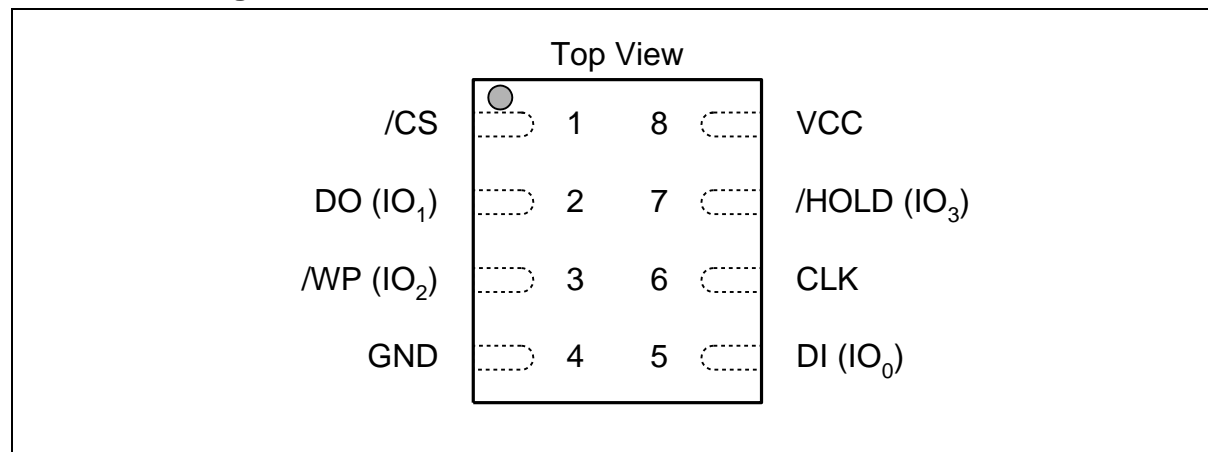 Top View
/CS 1 8 VCC
DO (IO₁) 2 7 /HOLD (IO₃)
/WP (IO₂) 3 6 CLK
GND 4 5 DI (IO₀)